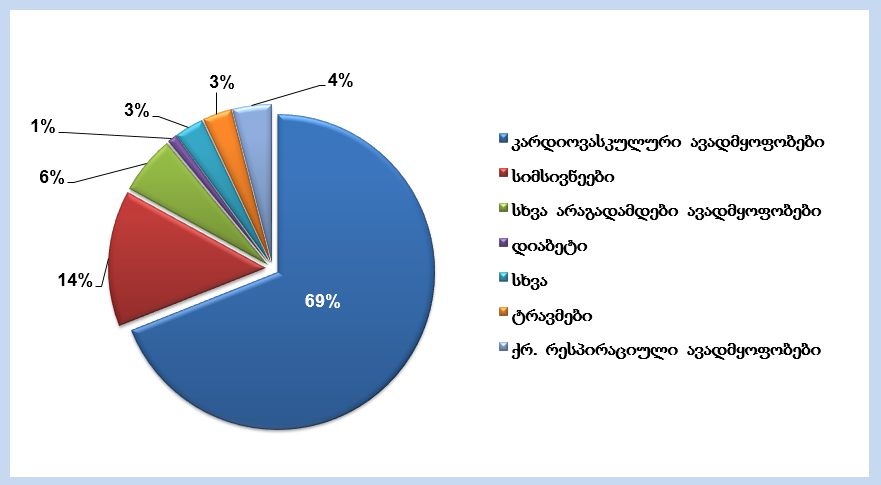 3%
4%
3%
1%
6%
14%
69%
კარდიოვასკულური ავადმყოფობები
სიმსივნეები
სხვა არაგადამდები ავადმყოფობები
დიაბეტი
სხვა
ტრავმები
ქრ. რესპირაციული ავადმყოფობები